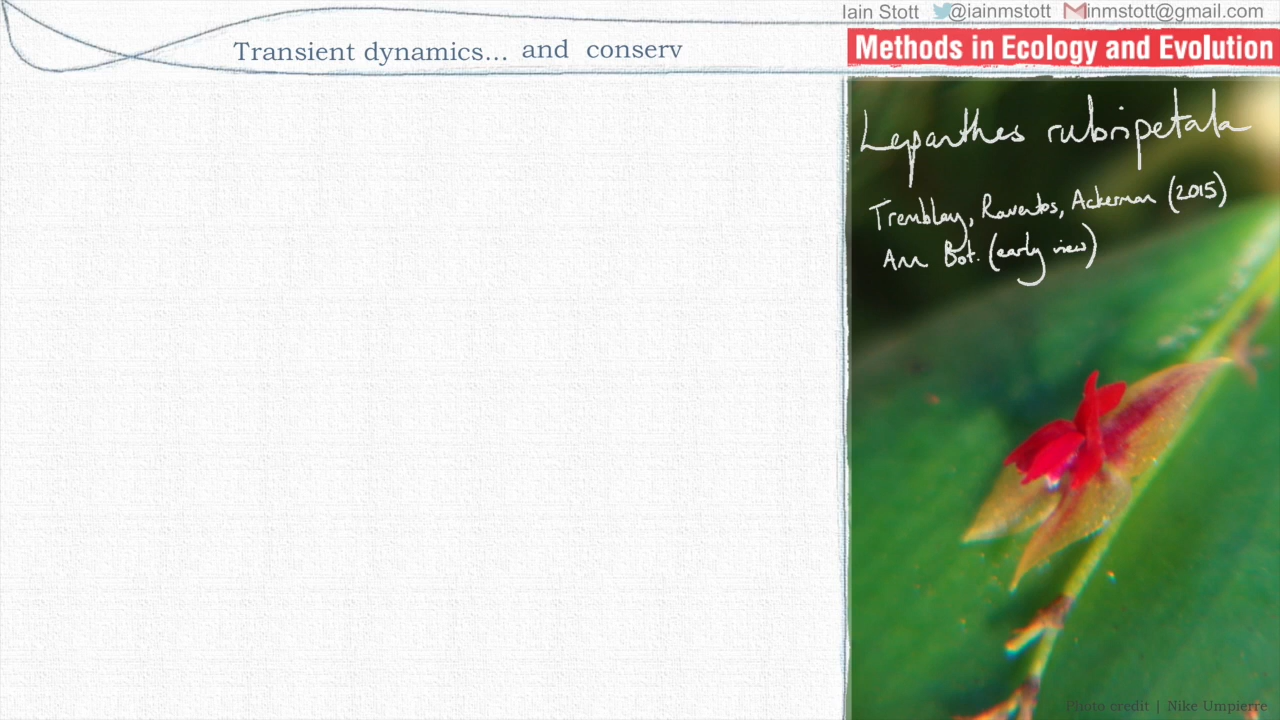 Iain Stott @iainmstott inmstott@gmail.com
Transient dynamics... and conserv
Methods in Ecology and Evolution
Lepanthes rubripetala
Tremblay, Raventos, Ackerman (2015)
Ann Bot. (early view)
Photo credit | Nike Umpierre